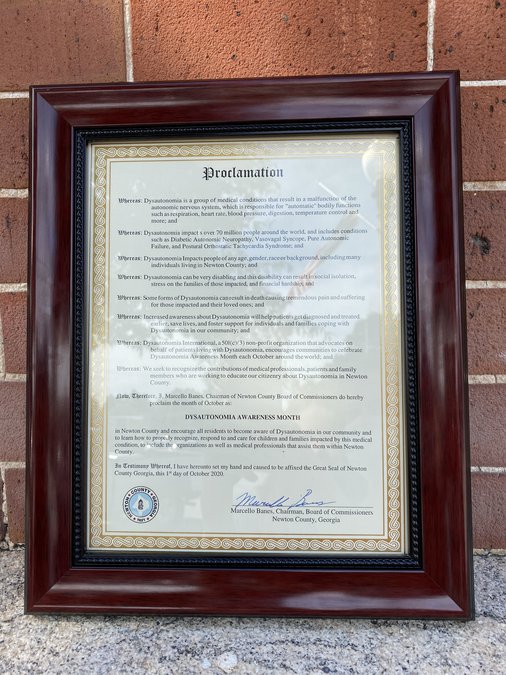 Proclamation
Whereas: Dysautonomia is a group of medical conditions that result in a malfunction of the
autonomic nervous system, which is responsible for "automatic" bodily functions
such as respiration, heart rate, blood pressure, digestion, temperature control and
more; and
Whereas: Dysautonomia impact s over 70 million people around the world, and includes conditions
such as Diabetic Autonomic Neuropathy, Vasovagal Syncope, Pure Autonomic
Failure, and Postural Orthostatic Tachycardia Syndrome; and
Whereas: Dysautonomia Impacts people of any age, gender, race or background, including many
individuals living in Newton County; and
Whereas: Dysautonomia can be very disabling and this disability can result in social isolation,
stress on the families of those impacted, and financial hardship; and
Whereas: Some forms of Dysautonomia can result in death causing tremendous pain and suffering
for those impacted and their loved ones; and
Whereas: Increased awareness about Dysautonomia will help patients get diagnosed and treated
earlier, save lives, and foster support for individuals and families coping with
Dysautonomia in our community; and
Whereas: Dysautonomia International, a 501(c)(3) non-profit organization that advocates on
behalf of patients living with Dysautonomia, encourages communities to celebrate
Dysautonomia Awareness Month each October around the world; and
Whereas: We seek to recognize the contributions of medical professionals, patients and family
members who are working to educate our citizenry about Dysautonomia in Newton
County.
Now, Therefore, I, Marcello Banes, Chairman of Newton County Board of Commissioners do hereby
proclaim the month of October as:
DYSAUTONOMIA AWARENESS MONTH
in Newton County and encourage all residents to become aware of Dysautonomia in our community and
to learn how to properly recognize, respond to and care for children and families impacted by this medical
condition, to include the organizations as well as medical professionals that assist them within Newton
County.
In Testimony Whereof, I have hereunto set my hand and caused to be affixed the Great Seal of Newton
County Georgia, this 1st day of October 2020.
NEWTON COUNTY, GEORGIA
1821
Marcello Banes
Marcello Banes, Chairman, Board of Commissioners
Newton County, Georgia